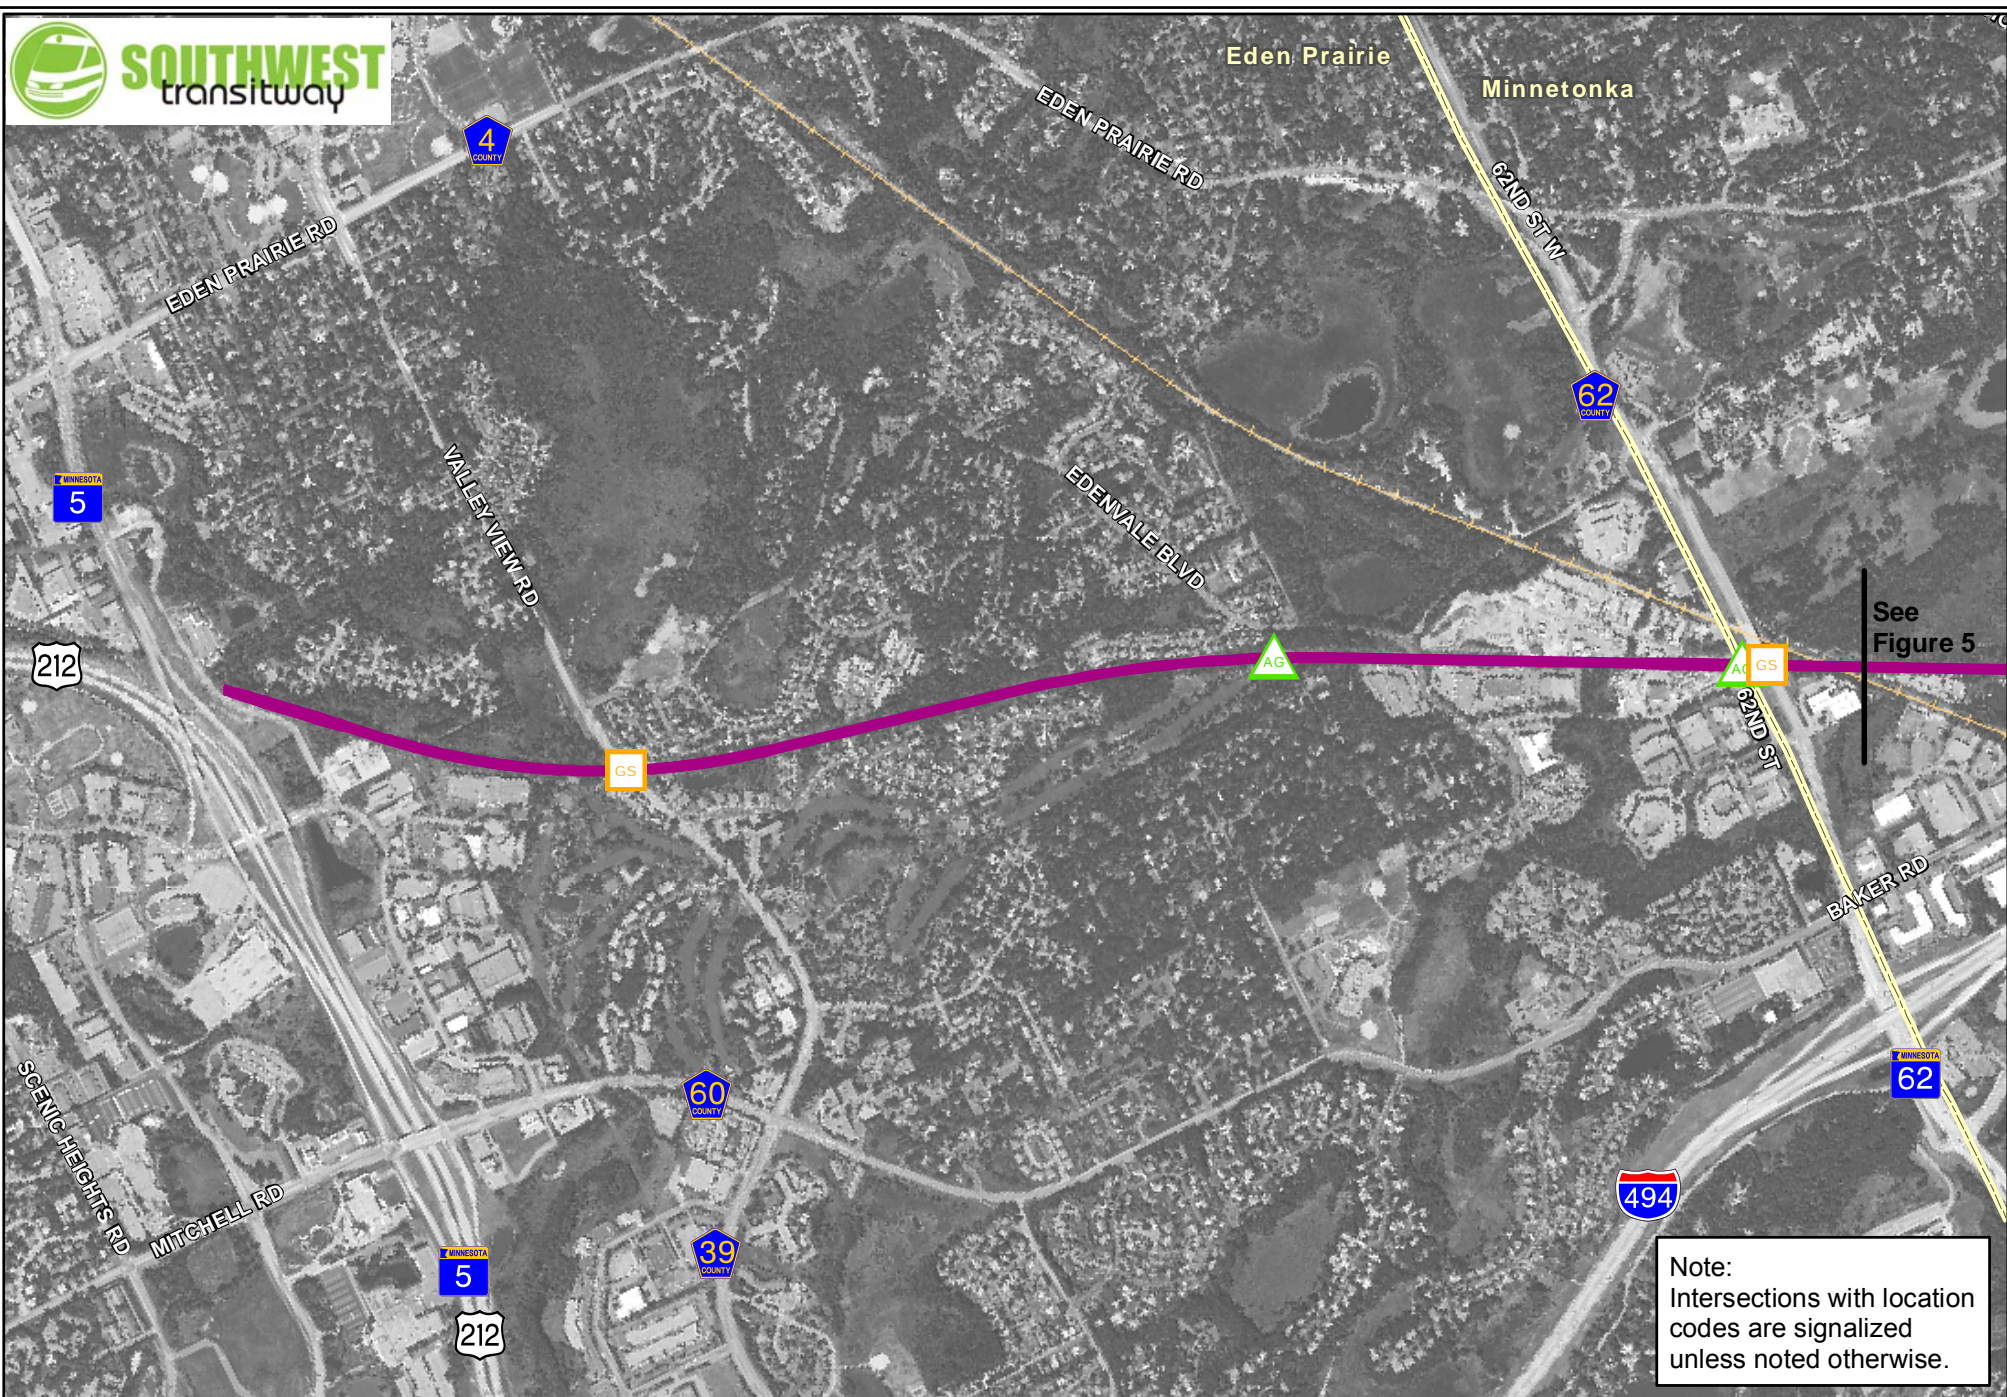 SOUTHWEST
transitway
Eden Prairie
Minnetonka
EDEN PRAIRIE RD
4
COUNTY
62ND ST W
EDEN PRAIRIE RD
62
COUNTY
MINNESOTA
5
VALLEY VIEW RD
EDENVALE BLVD
See
Figure 5
212
AG
AG
GS
GS
62ND ST
BAKER RD
MINNESOTA
62
60
COUNTY
SCENIC HEIGHTS RD
MITCHELL RD
494
39
COUNTY
MINNESOTA
5
212
Note:
Intersections with location
codes are signalized
unless noted otherwise.